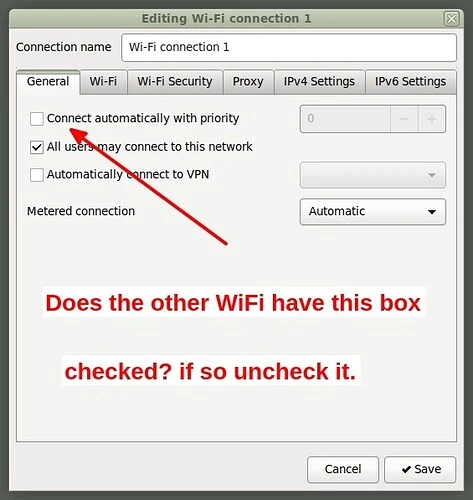 Editing Wi-Fi connection 1
Connection name Wi-Fi connection 1
General Wi-Fi Wi-Fi Security Proxy IPv4 Settings IPv6 Settings
Connect automatically with priority 0
All users may connect to this network
Automatically connect to VPN
Metered connection Automatic
Does the other WiFi have this box
checked? if so uncheck it.
Cancel Save